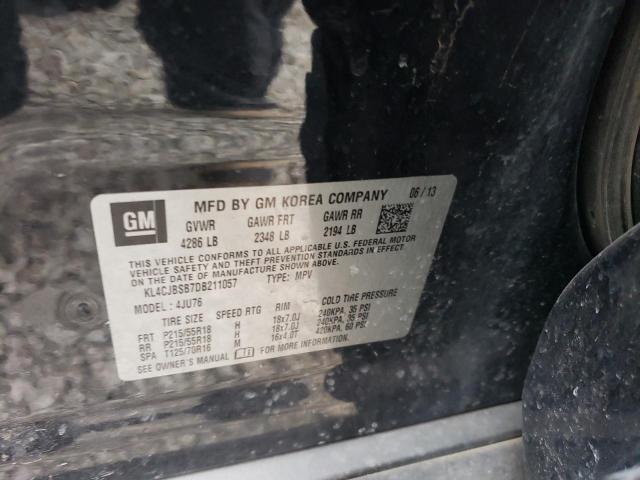 GM
MFD BY GM KOREA COMPANY 06 / 13
GVWR GAWR FRT GAWR RR
4286 LB 2348 LB 2194 LB
THIS VEHICLE CONFORMS TO ALL APPLICABLE U.S. FEDERAL MOTOR
VEHICLE SAFETY, BUMPER, AND THEFT PREVENTION STANDARDS IN EFFECT
ON THE DATE OF MANUFACTURE SHOWN ABOVE.
KL4CJBSB7DB211057 TYPE: MPV
MODEL: 4JU76
TIRE SIZE SPEED RTG RIM COLD TIRE PRESSURE
FRT P215/55R18 H 18x7.0J 240KPA, 35 PSI
RR P215/55R18 H 18x7.0J 240KPA, 35 PSI
SPA T125/70R16 M 16x4.0T 420KPA, 60 PSI
SEE OWNER'S MANUAL FOR MORE INFORMATION.